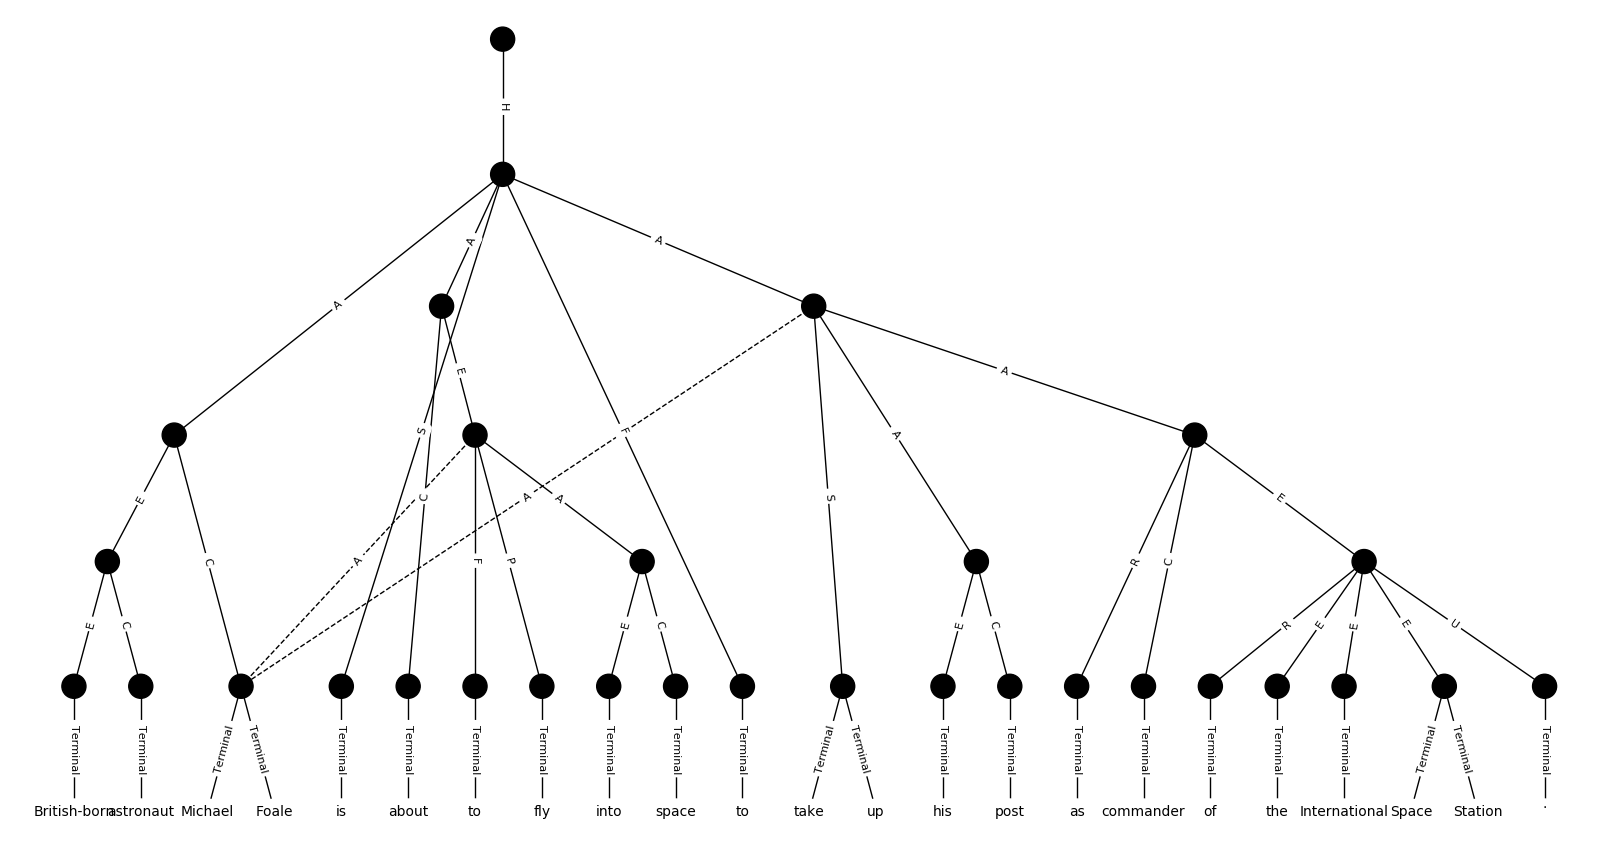 H
A
A
A
A
E
A
S
F
A
E
C
A
C
S
A
A
E
C
A
F
P
R
C
E
C
E
C
E
C
R
E
E
E
U
Terminal Terminal Terminal Terminal Terminal Terminal Terminal Terminal Terminal Terminal Terminal Terminal Terminal Terminal Terminal Terminal Terminal Terminal Terminal Terminal Terminal Terminal Terminal
British-born astronaut Michael Foale is about to fly into space to take up his post as commander of the International Space Station .